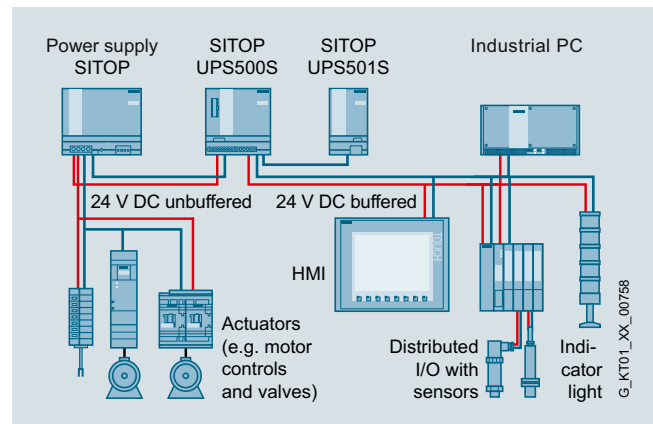 Power supply
SITOP
SITOP
UPS500S
SITOP
UPS501S
Industrial PC
24 V DC unbuffered
24 V DC buffered
HMI
TOUCH
Actuators
(e.g. motor
controls
and valves)
Distributed
I/O with
sensors
Indi-
cator
light
G_KT01_XX_00758